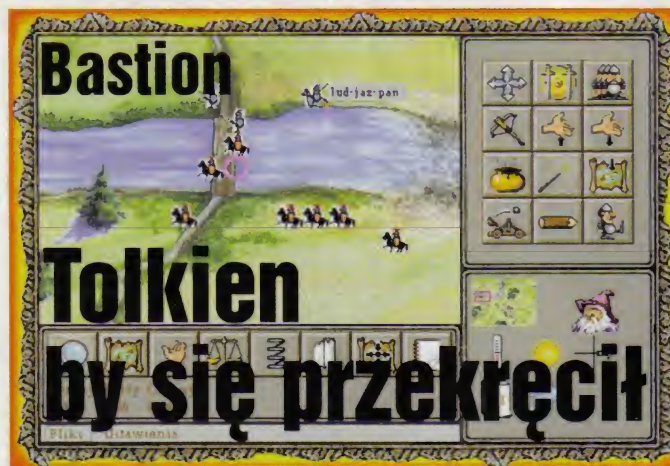 Bastion
lud-jaz-pan
Tolkien
by się przekręcił
Pliki Ustawienia